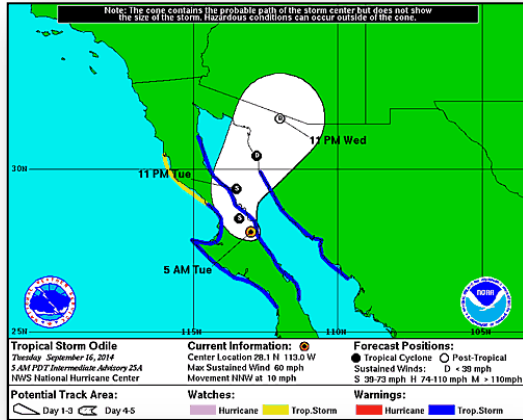 Note: The cone contains the probable path of the storm center but does not show
the size of the storm. Hazardous conditions can occur outside of the cone.
11 PM Wed
D
D
30N
11 PM Tue
S
S
5 AM Tue
NOAA
25N
115W
110W
105W
Tropical Storm Odile
Tuesday September 16, 2014
5 AM PDT Intermediate Advisory 25A
NWS National Hurricane Center
Current Information:
Center Location 28.1 N 113.0 W
Max Sustained Wind 60 mph
Movement NNW at 10 mph
Forecast Positions:
Tropical Cyclone Post-Tropical
Sustained Winds: D < 39 mph
S 39-73 mph H 74-110 mph M > 110mph
Potential Track Area:
Day 1-3 Day 4-5
Watches:
Hurricane Trop.Storm
Warnings:
Hurricane Trop.Storm